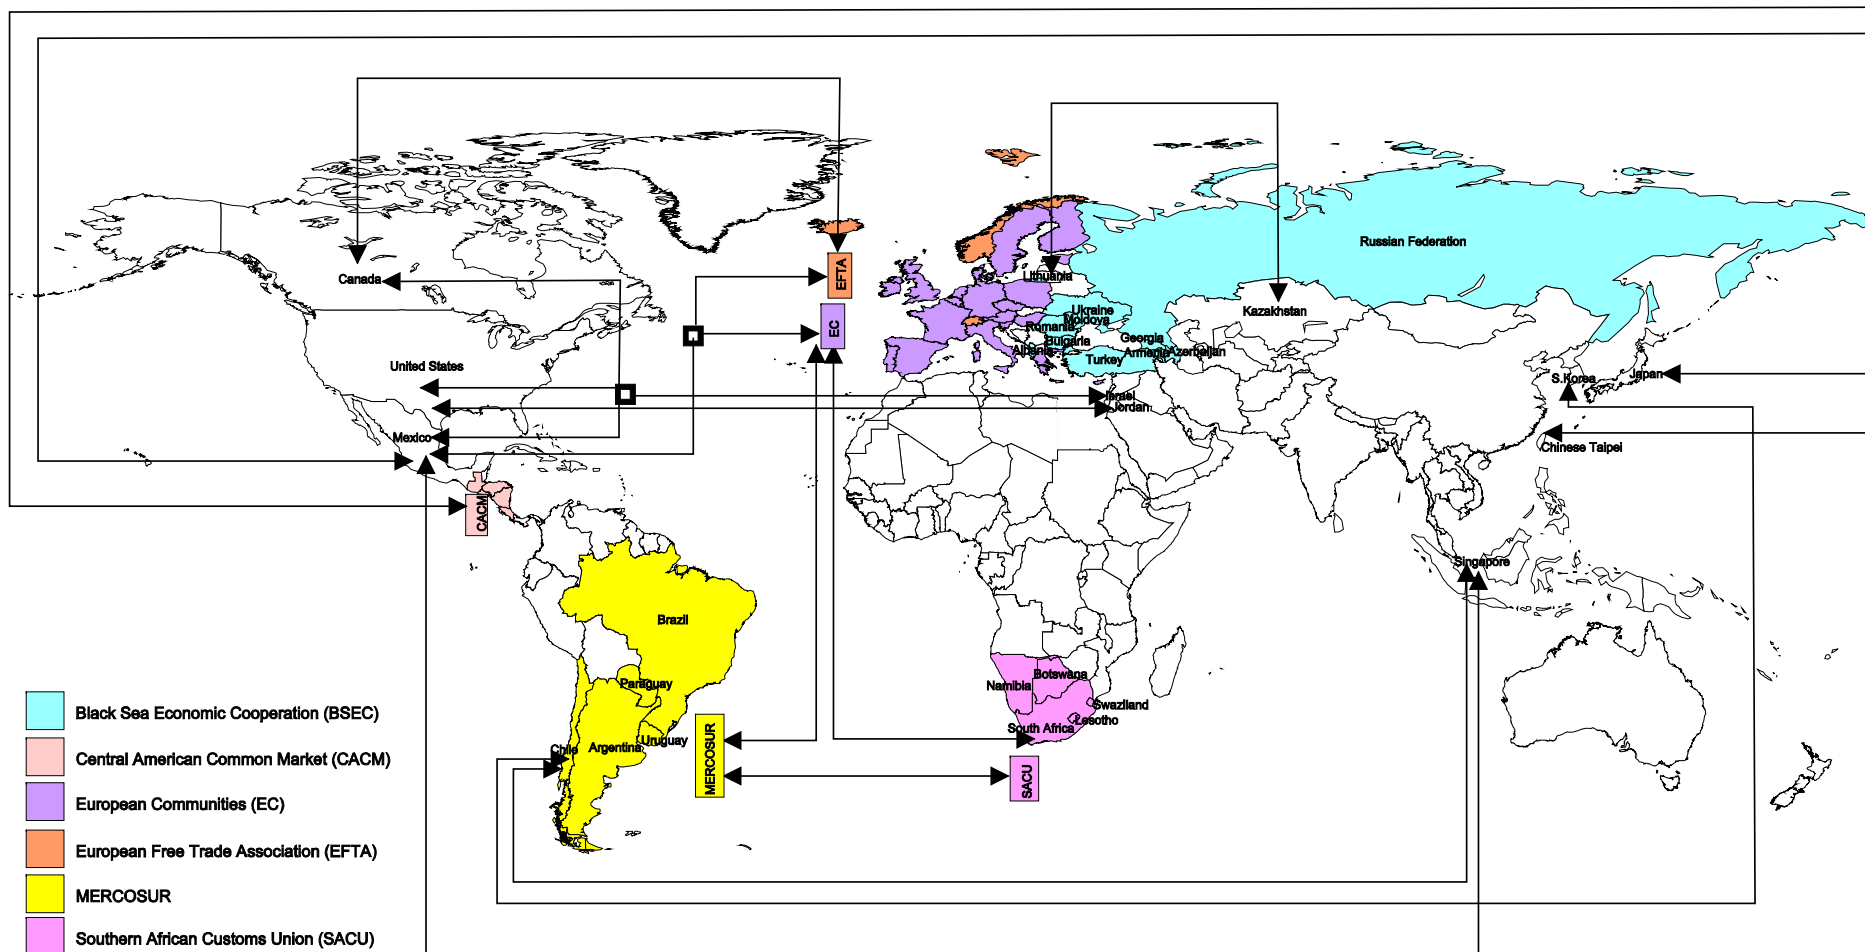 Russian Federation
Canada
EFTA
Lithuania
Kazakhstan
EC
Ukraine
Moldova
Romania
Bulgaria
Georgia
Albania
Armenia
Azerbaijan
Turkey
United States
S.Korea
Japan
Israel
Jordan
Mexico
Chinese Taipei
CACM
Singapore
Brazil
Paraguay
Botswana
Namibia
Swaziland
Lesotho
South Africa
Uruguay
Chile
Argentina
MERCOSUR
SACU
Black Sea Economic Cooperation (BSEC)
Central American Common Market (CACM)
European Communities (EC)
European Free Trade Association (EFTA)
MERCOSUR
Southern African Customs Union (SACU)